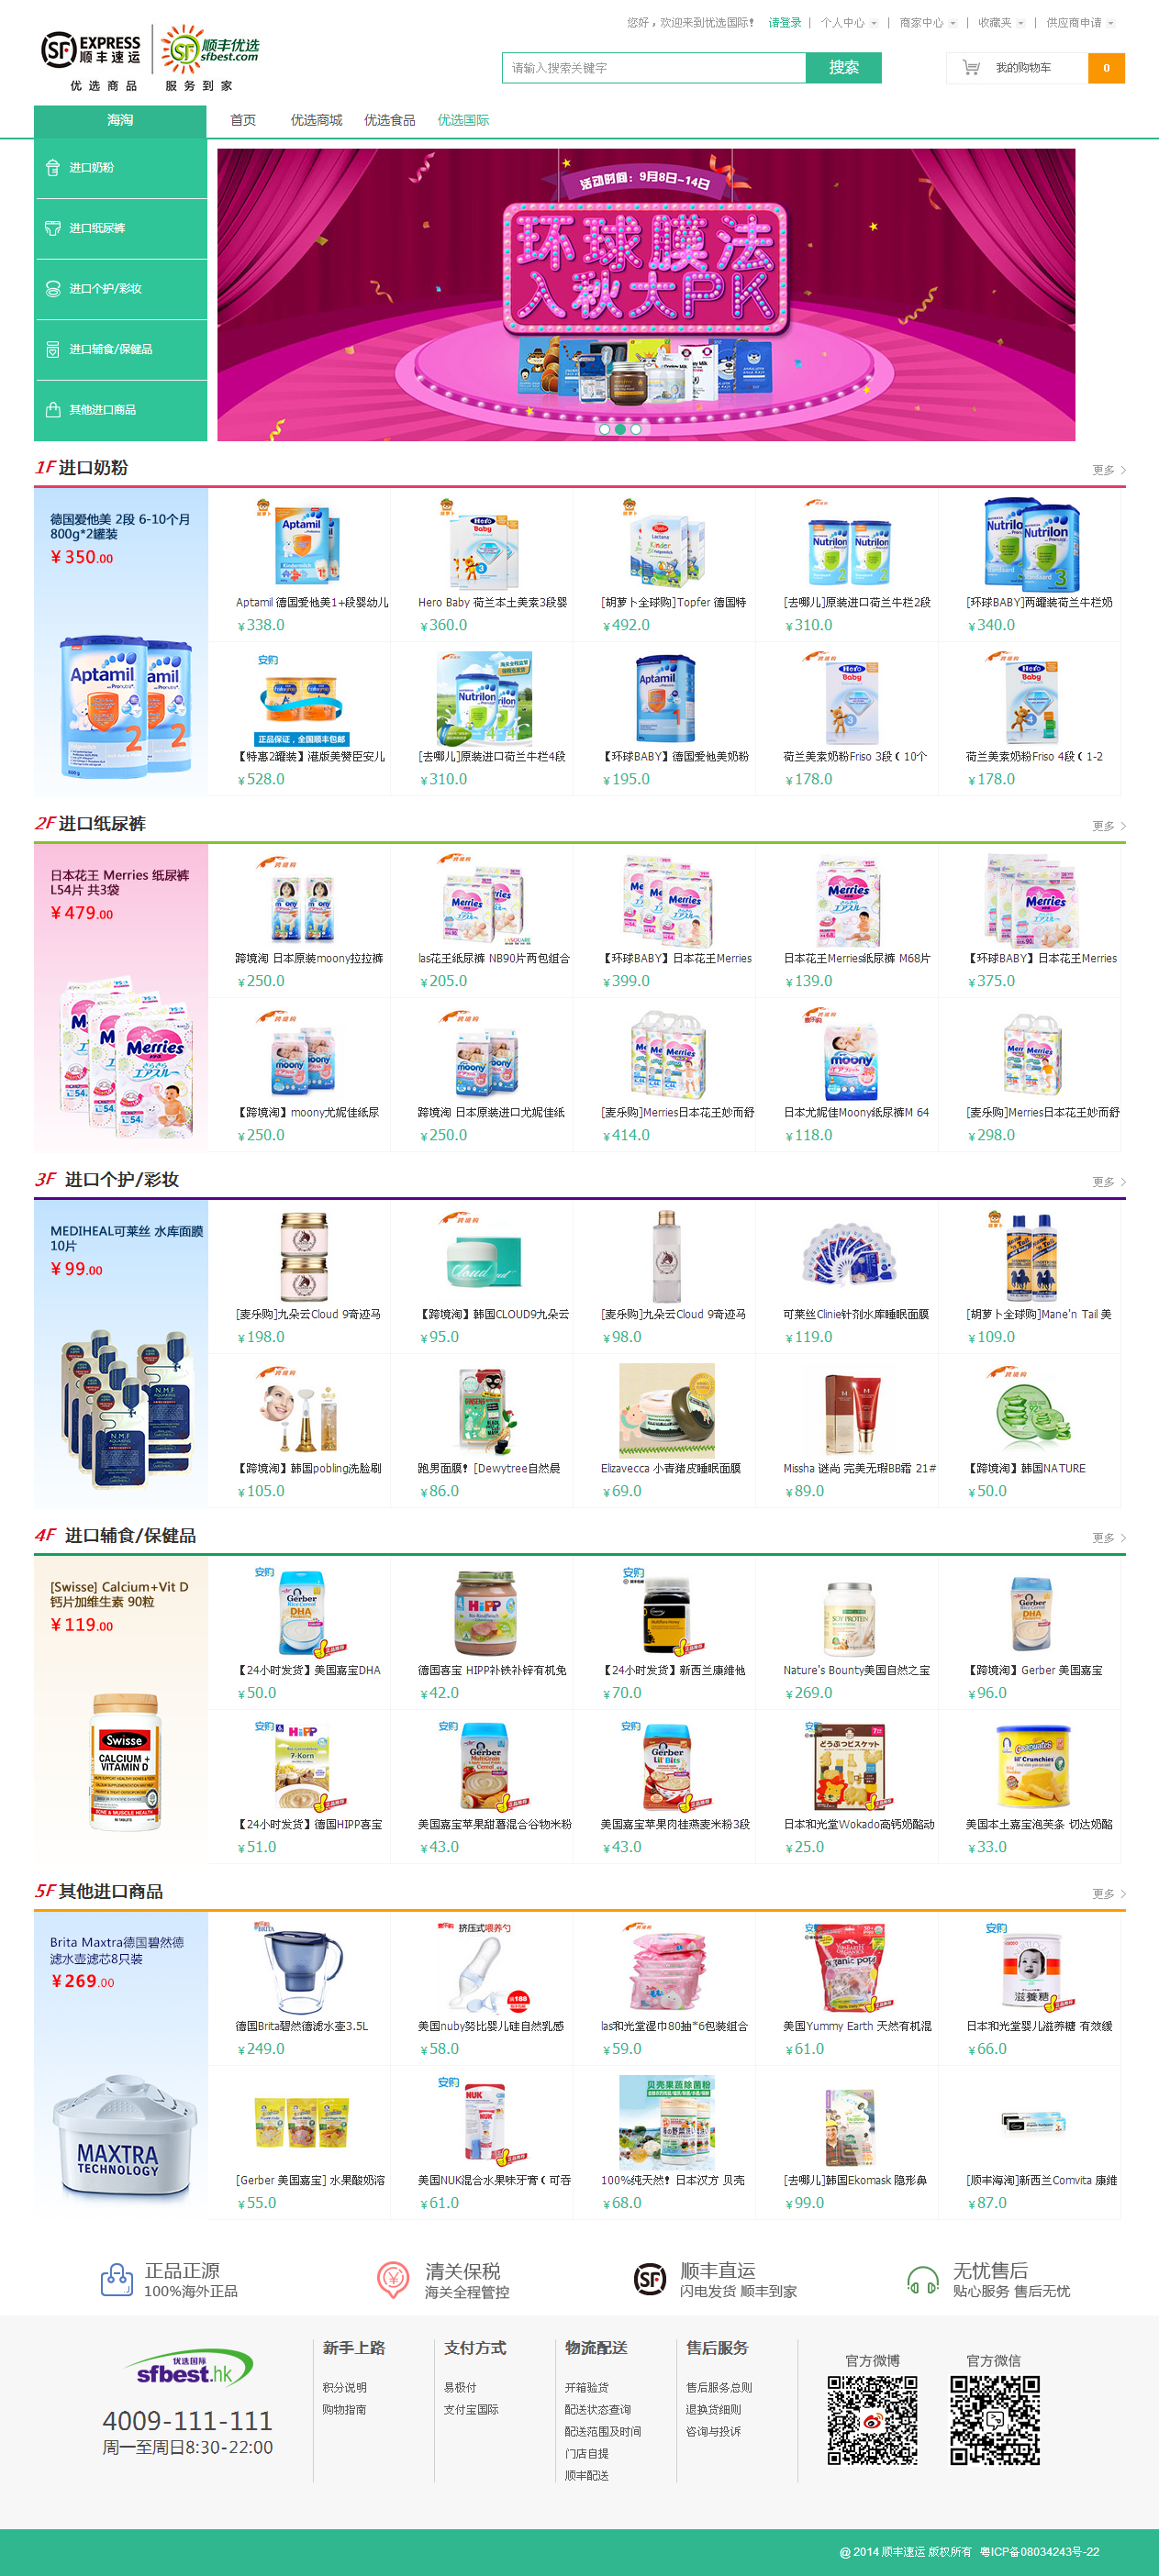 您好，欢迎来到优选国际！ 请登录 | 个人中心 | 商家中心 | 收藏夹 | 供应商申请
SF EXPRESS 顺丰速运
顺丰优选 sfbest.com
优选商品 服务到家
请输入搜索关键字 搜索
我的购物车 0
海淘 首页 优选商城 优选食品 优选国际
进口奶粉
进口纸尿裤
进口个护/彩妆
进口辅食/保健品
其他进口商品
活动时间：9月8日-14日
环球膜法
入秋大PK
1F 进口奶粉 更多
德国爱他美 2段 6-10个月
800g*2罐装
¥350.00
Aptamil 德国爱他美1+段婴幼儿
¥338.0
Hero Baby 荷兰本土美素3段婴
¥360.0
[胡萝卜全球购]Topfer 德国特
¥492.0
[去哪儿]原装进口荷兰牛栏2段
¥310.0
[环球BABY]两罐装荷兰牛栏奶
¥340.0
【特惠2罐装】港版美赞臣安儿
¥528.0
[去哪儿]原装进口荷兰牛栏4段
¥310.0
【环球BABY】德国爱他美奶粉
¥195.0
荷兰美素奶粉Friso 3段（10个
¥178.0
荷兰美素奶粉Friso 4段（1-2
¥178.0
2F 进口纸尿裤 更多
日本花王 Merries 纸尿裤
L54片 共3袋
¥479.00
跨境淘 日本原装moony拉拉裤
¥250.0
las花王纸尿裤 NB90片两包组合
¥205.0
【环球BABY】日本花王Merries
¥399.0
日本花王Merries纸尿裤 M68片
¥139.0
【环球BABY】日本花王Merries
¥375.0
【跨境淘】moony尤妮佳纸尿
¥250.0
跨境淘 日本原装进口尤妮佳纸
¥250.0
[麦乐购]Merries日本花王妙而舒
¥414.0
日本尤妮佳Moony纸尿裤M 64
¥118.0
[麦乐购]Merries日本花王妙而舒
¥298.0
3F 进口个护/彩妆 更多
MEDIHEAL可莱丝 水库面膜
10片
¥99.00
[麦乐购]九朵云Cloud 9奇迹马
¥198.0
【跨境淘】韩国CLOUD9九朵云
¥95.0
[麦乐购]九朵云Cloud 9奇迹马
¥98.0
可莱丝Clinie针剂水库睡眠面膜
¥119.0
[胡萝卜全球购]Mane'n Tail 美
¥109.0
【跨境淘】韩国pobling洗脸刷
¥105.0
跑男面膜！[Dewytree自然晨
¥86.0
Elizavecca 小青猪皮睡眠面膜
¥69.0
Missha 谜尚 完美无瑕BB霜 21#
¥89.0
【跨境淘】韩国NATURE
¥50.0
4F 进口辅食/保健品 更多
[Swisse] Calcium+Vit D
钙片加维生素 90粒
¥119.00
【24小时发货】美国嘉宝DHA
¥50.0
德国喜宝 HIPP补铁补锌有机免
¥42.0
【24小时发货】新西兰康维他
¥70.0
Nature's Bounty美国自然之宝
¥269.0
【跨境淘】Gerber 美国嘉宝
¥96.0
【24小时发货】德国HIPP喜宝
¥51.0
美国嘉宝苹果甜薯混合谷物米粉
¥43.0
美国嘉宝苹果肉桂燕麦米粉3段
¥43.0
日本和光堂Wokado高钙奶酪动
¥25.0
美国本土嘉宝泡芙条 切达奶酪
¥33.0
5F 其他进口商品 更多
Brita Maxtra德国碧然德
滤水壶滤芯8只装
¥269.00
MAXTRA
TECHNOLOGY
德国Brita碧然德滤水壶3.5L
¥249.0
美国nuby努比婴儿硅自然乳感
¥58.0
las和光堂湿巾80抽*6包装组合
¥59.0
美国Yummy Earth 天然有机混
¥61.0
日本和光堂婴儿滋养糖 有效缓
¥66.0
[Gerber 美国嘉宝] 水果酸奶溶
¥55.0
美国NUK混合水果味牙膏（可吞
¥61.0
100%纯天然！日本汉方 贝壳
¥68.0
[去哪儿]韩国Ekomask 隐形鼻
¥99.0
[顺丰海淘]新西兰Comvita 康维
¥87.0
正品正源
100%海外正品
清关保税
海关全程管控
顺丰直运
闪电发货 顺丰到家
无忧售后
贴心服务 售后无忧
优选国际
sfbest.hk
4009-111-111
周一至周日8:30-22:00
新手上路
积分说明
购物指南
支付方式
易极付
支付宝国际
物流配送
开箱验货
配送状态查询
配送范围及时间
门店自提
顺丰配送
售后服务
售后服务总则
退换货细则
咨询与投诉
官方微博
官方微信
@ 2014 顺丰速运 版权所有 粤ICP备08034243号-22